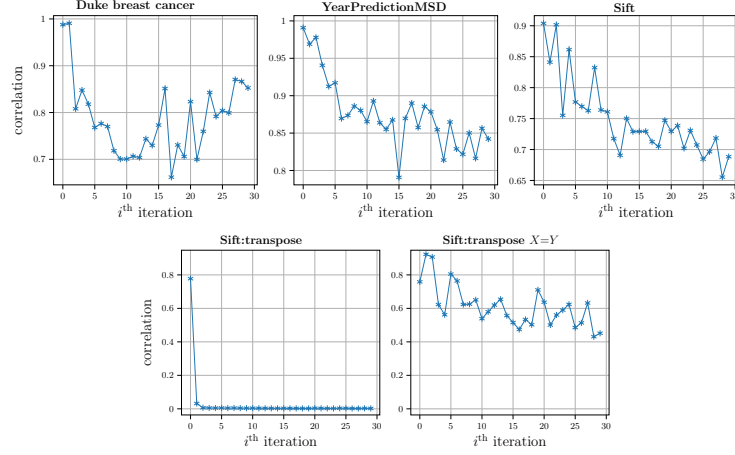 Duke breast cancer
1
0.9
0.8
0.7
correlation
0 5 10 15 20 25 30
iᵗʰ iteration
YearPredictionMSD
1
0.95
0.9
0.85
0.8
0 5 10 15 20 25 30
iᵗʰ iteration
Sift
0.9
0.85
0.8
0.75
0.7
0.65
0 5 10 15 20 25 30
iᵗʰ iteration
Sift:transpose
0.8
0.6
0.4
0.2
0
correlation
0 5 10 15 20 25 30
iᵗʰ iteration
Sift:transpose X=Y
0.8
0.6
0.4
0.2
0
0 5 10 15 20 25 30
iᵗʰ iteration